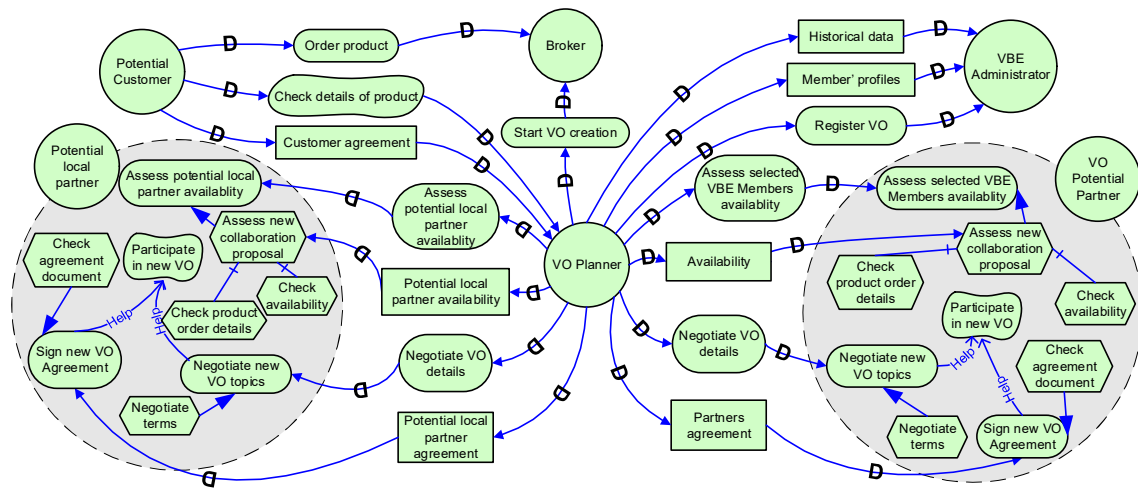 Potential
Customer
D
Order product
D
Broker
D
Historical data
D
VBE
Administrator
D
Check details of product
D
D
Member' profiles
D
D
Customer agreement
D
D
Start VO creation
D
D
Register VO
D
Potential
local
partner
Assess potential local
partner availablity
D
Assess
potential local
partner
availablity
D
VO Planner
D
Assess selected
VBE Members
availablity
D
Assess selected VBE
Members availablity
VO
Potential
Partner
Check
agreement
document
Participate
in new VO
Assess new
collaboration
proposal
D
Potential local
partner availability
D
D
Availability
D
Assess new
collaboration
proposal
Check
availability
Check product
order details
Check
product order
details
Check
availability
Help
Help
Participate
in new VO
Sign new VO
Agreement
Negotiate new
VO topics
D
Negotiate VO
details
D
D
Negotiate VO
details
D
Negotiate new
VO topics
Help
Help
Check
agreement
document
Negotiate
terms
D
Potential local
partner
agreement
D
D
Partners
agreement
D
Negotiate
terms
Sign new VO
Agreement